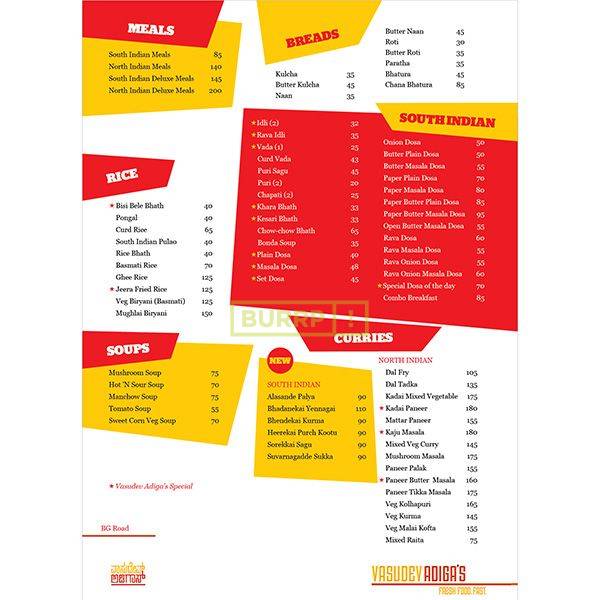 MEALS
South Indian Meals 85
North Indian Meals 140
South Indian Deluxe Meals 145
North Indian Deluxe Meals 200
BREADS
Kulcha 35
Butter Kulcha 45
Naan 35
Butter Naan 45
Roti 30
Butter Roti 35
Paratha 35
Bhatura 45
Chana Bhatura 85
SOUTH INDIAN
★Idli (2) 32
★Rava Idli 35
★Vada (1) 25
Curd Vada 43
Puri Sagu 45
Puri (2) 20
Chapati (2) 25
★Khara Bhath 33
★Kesari Bhath 33
Chow-chow Bhath 65
Bonda Soup 35
★Plain Dosa 40
★Masala Dosa 48
★Set Dosa 45
Onion Dosa 50
Butter Plain Dosa 50
Butter Masala Dosa 55
Paper Plain Dosa 70
Paper Masala Dosa 80
Paper Butter Plain Dosa 85
Paper Butter Masala Dosa 95
Open Butter Masala Dosa 55
Rava Dosa 60
Rava Masala Dosa 55
Rava Onion Dosa 55
Rava Onion Masala Dosa 60
★Special Dosa of the day 70
Combo Breakfast 85
RICE
★Bisi Bele Bhath 40
Pongal 40
Curd Rice 65
South Indian Pulao 40
Rice Bhath 40
Basmati Rice 70
Ghee Rice 125
★Jeera Fried Rice 125
Veg Biryani (Basmati) 125
Mughlai Biryani 150
BURRP!
SOUPS
Mushroom Soup 75
Hot 'N Sour Soup 70
Manchow Soup 75
Tomato Soup 55
Sweet Corn Veg Soup 70
CURRIES
NEW
SOUTH INDIAN
Alasande Palya 90
Bhadanekai Yennagai 110
Bhendekai Kurma 90
Heerekai Purch Kootu 90
Sorekkai Sagu 90
Suvarnagadde Sukka 90
NORTH INDIAN
Dal Fry 105
Dal Tadka 135
Kadai Mixed Vegetable 175
★Kadai Paneer 180
Mattar Paneer 155
★Kaju Masala 180
Mixed Veg Curry 145
Mushroom Masala 175
Paneer Palak 155
★Paneer Butter Masala 160
Paneer Tikka Masala 175
Veg Kolhapuri 165
Veg Kurma 145
Veg Malai Kofta 155
Mixed Raita 75
★Vasudev Adiga's Special
BG Road
ವಾಸುದೇವ್
ಅಡಿಗಾಸ್
VASUDEV ADIGA'S
FRESH FOOD. FAST.